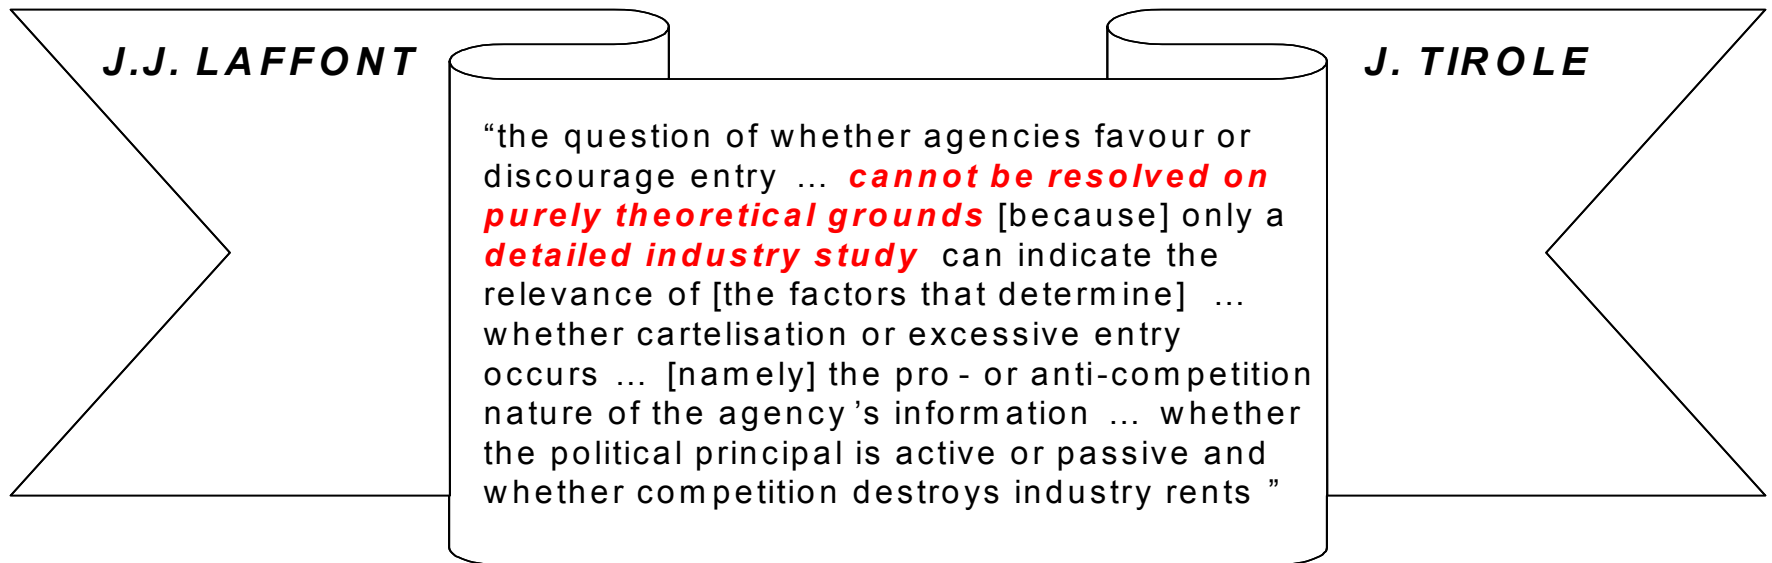 J.J. LAFFONT
J. TIROLE
“the question of whether agencies favour or
discourage entry … cannot be resolved on
purely theoretical grounds [because] only a
detailed industry study can indicate the
relevance of [the factors that determine] …
whether cartelisation or excessive entry
occurs … [namely] the pro - or anti-competition
nature of the agency ’s information … whether
the political principal is active or passive and
whether competition destroys industry rents ”